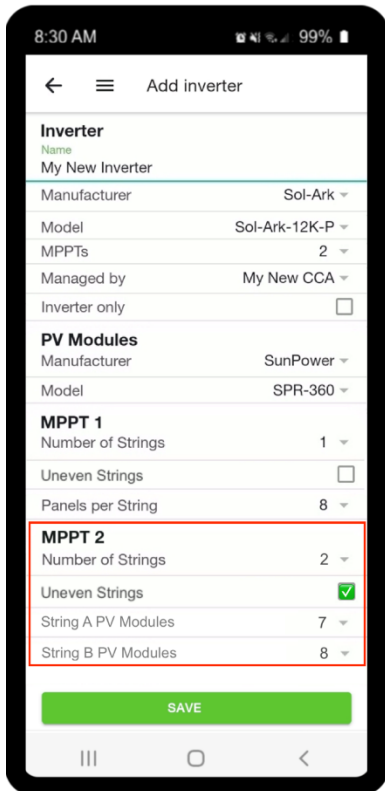 8:30 AM 99%
Add inverter
Inverter
Name
My New Inverter
Manufacturer Sol-Ark
Model Sol-Ark-12K-P
MPPTs 2
Managed by My New CCA
Inverter only
PV Modules
Manufacturer SunPower
Model SPR-360
MPPT 1
Number of Strings 1
Uneven Strings
Panels per String 8
MPPT 2
Number of Strings 2
Uneven Strings
String A PV Modules 7
String B PV Modules 8
SAVE